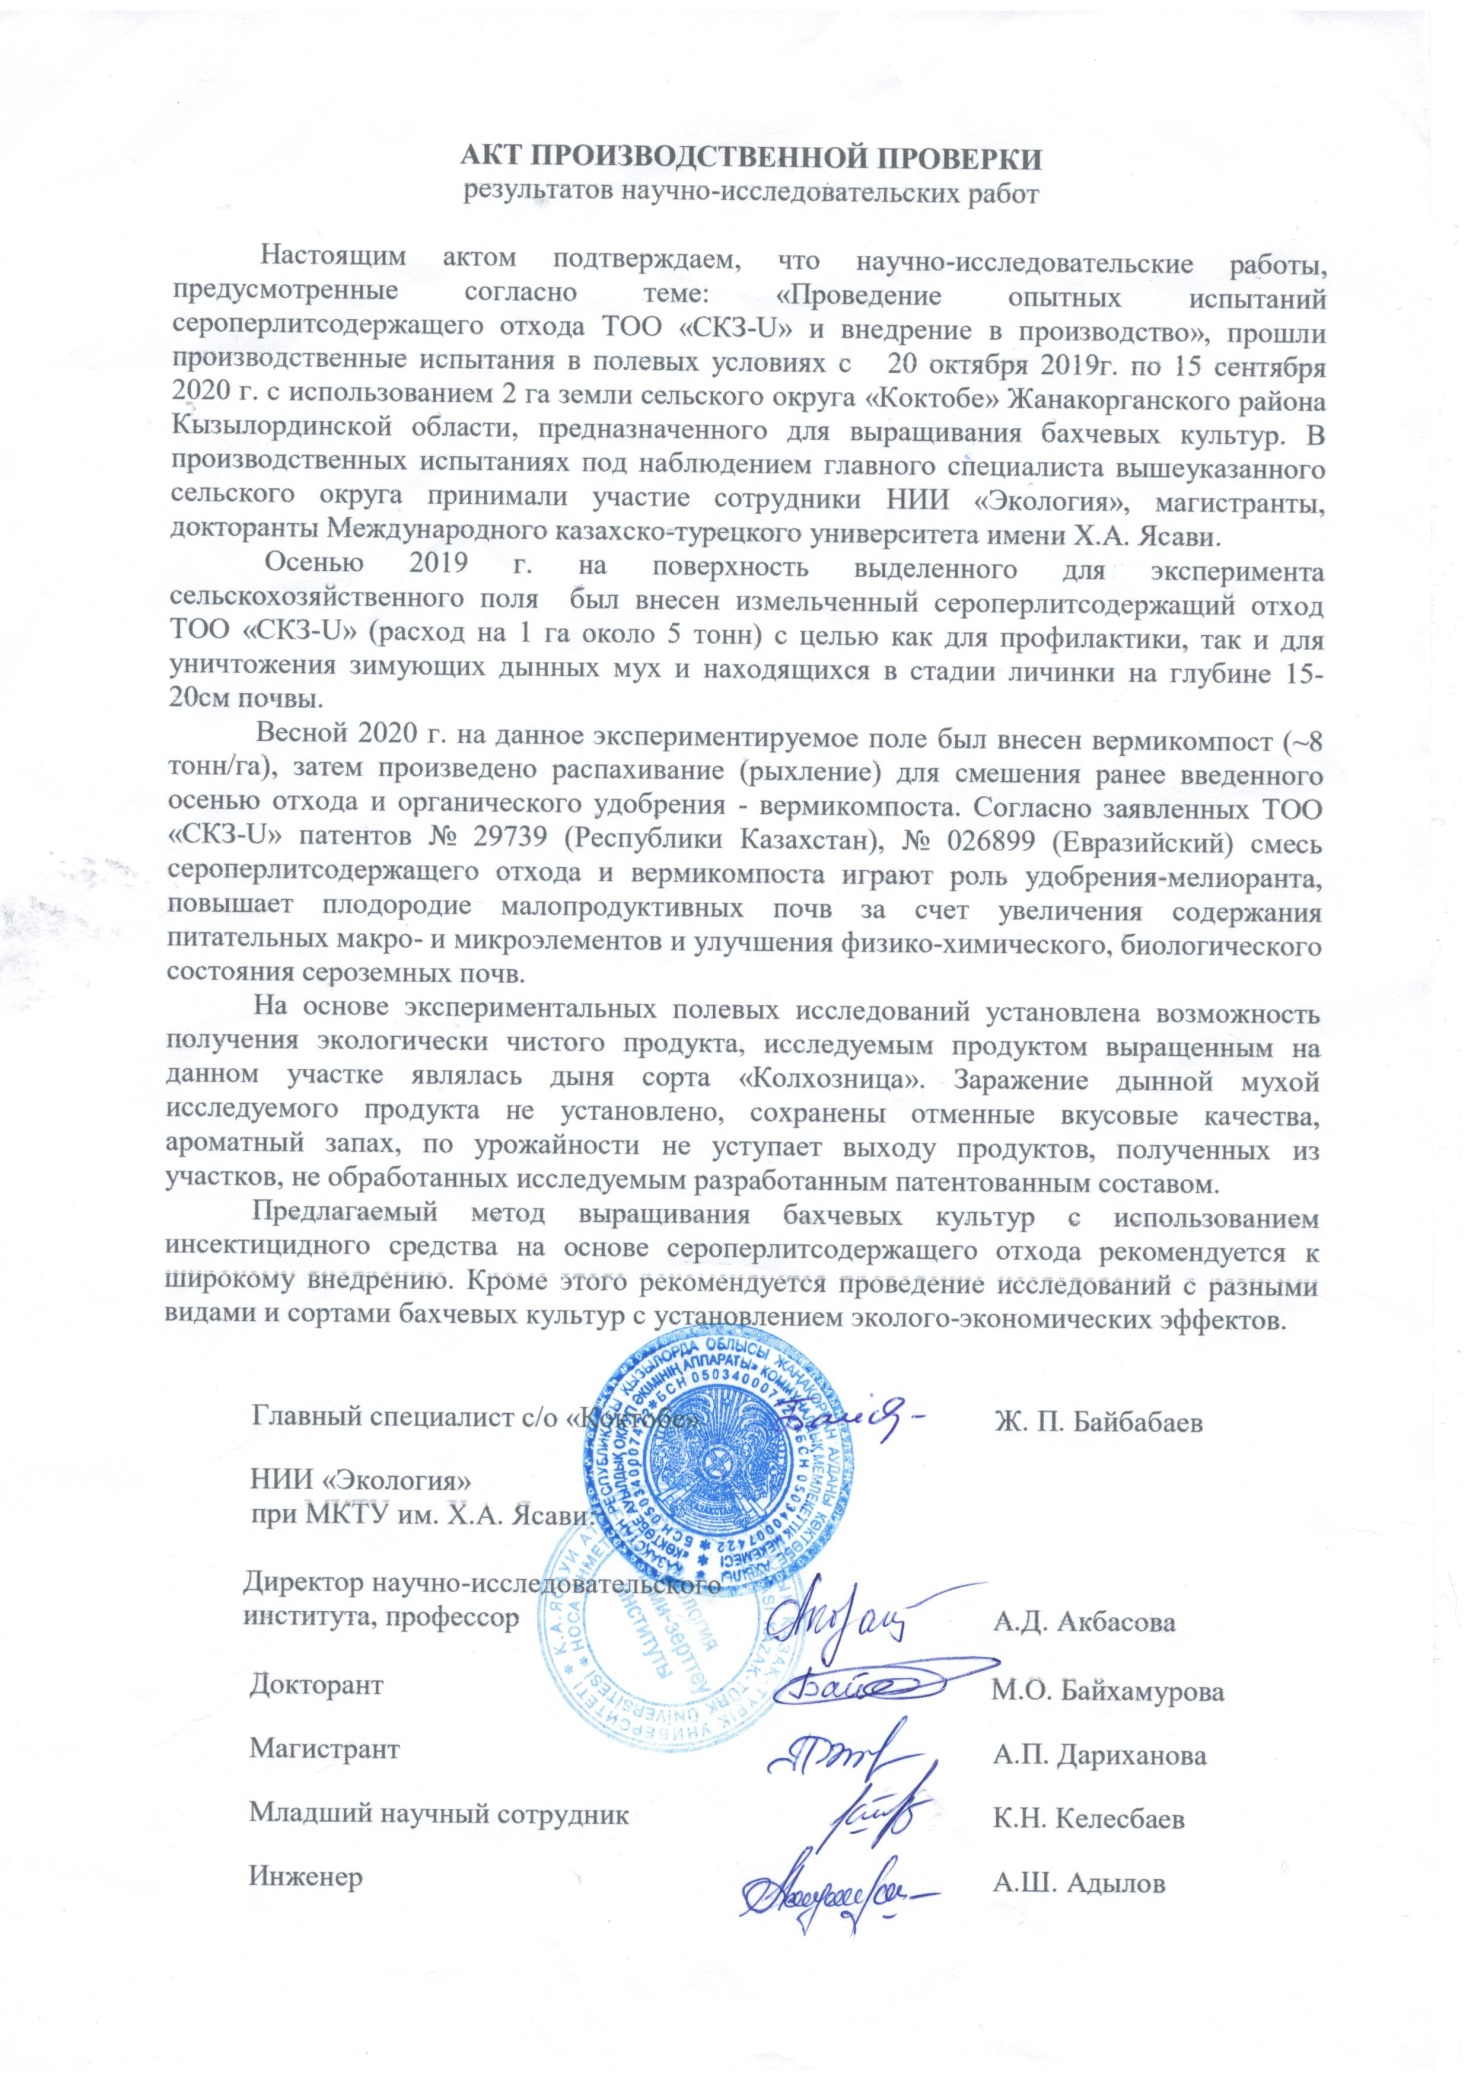 АКТ ПРОИЗВОДСТВЕННОЙ ПРОВЕРКИ
результатов научно-исследовательских работ
Настоящим актом подтверждаем, что научно-исследовательские работы,
предусмотренные согласно теме: «Проведение опытных испытаний
сероперлитсодержащего отхода ТОО «СКЗ-U» и внедрение в производство», прошли
производственные испытания в полевых условиях с 20 октября 2019г. по 15 сентября
2020 г. с использованием 2 га земли сельского округа «Коктобе» Жанакорганского района
Кызылординской области, предназначенного для выращивания бахчевых культур. В
производственных испытаниях под наблюдением главного специалиста вышеуказанного
сельского округа принимали участие сотрудники НИИ «Экология», магистранты,
докторанты Международного казахско-турецкого университета имени Х.А. Ясави.
Осенью 2019 г. на поверхность выделенного для эксперимента
сельскохозяйственного поля был внесен измельченный сероперлитсодержащий отход
ТОО «СКЗ-U» (расход на 1 га около 5 тонн) с целью как для профилактики, так и для
уничтожения зимующих дынных мух и находящихся в стадии личинки на глубине 15-
20см почвы.
Весной 2020 г. на данное экспериментируемое поле был внесен вермикомпост (~8
тонн/га), затем произведено распахивание (рыхление) для смешения ранее введенного
осенью отхода и органического удобрения - вермикомпоста. Согласно заявленных ТОО
«СКЗ-U» патентов № 29739 (Республики Казахстан), № 026899 (Евразийский) смесь
сероперлитсодержащего отхода и вермикомпоста играют роль удобрения-мелиоранта,
повышает плодородие малопродуктивных почв за счет увеличения содержания
питательных макро- и микроэлементов и улучшения физико-химического, биологического
состояния сероземных почв.
На основе экспериментальных полевых исследований установлена возможность
получения экологически чистого продукта, исследуемым продуктом выращенным на
данном участке являлась дыня сорта «Колхозница». Заражение дынной мухой
исследуемого продукта не установлено, сохранены отменные вкусовые качества,
ароматный запах, по урожайности не уступает выходу продуктов, полученных из
участков, не обработанных исследуемым разработанным патентованным составом.
Предлагаемый метод выращивания бахчевых культур с использованием
инсектицидного средства на основе сероперлитсодержащего отхода рекомендуется к
широкому внедрению. Кроме этого рекомендуется проведение исследований с разными
видами и сортами бахчевых культур с установлением эколого-экономических эффектов.
Главный специалист с/о «Коктобе» Ж. П. Байбабаев
НИИ «Экология»
при МКТУ им. Х.А. Ясави:
Директор научно-исследовательского
института, профессор А.Д. Акбасова
Докторант М.О. Байхамурова
Магистрант А.П. Дариханова
Младший научный сотрудник К.Н. Келесбаев
Инженер А.Ш. Адылов
ҚАЗАҚСТАН РЕСПУБЛИКАСЫ ҚЫЗЫЛОРДА ОБЛЫСЫ ЖАҢАҚОРҒАН АУДАНЫ
БСН 050340007422
ҚАЗАҚСТАН
институты